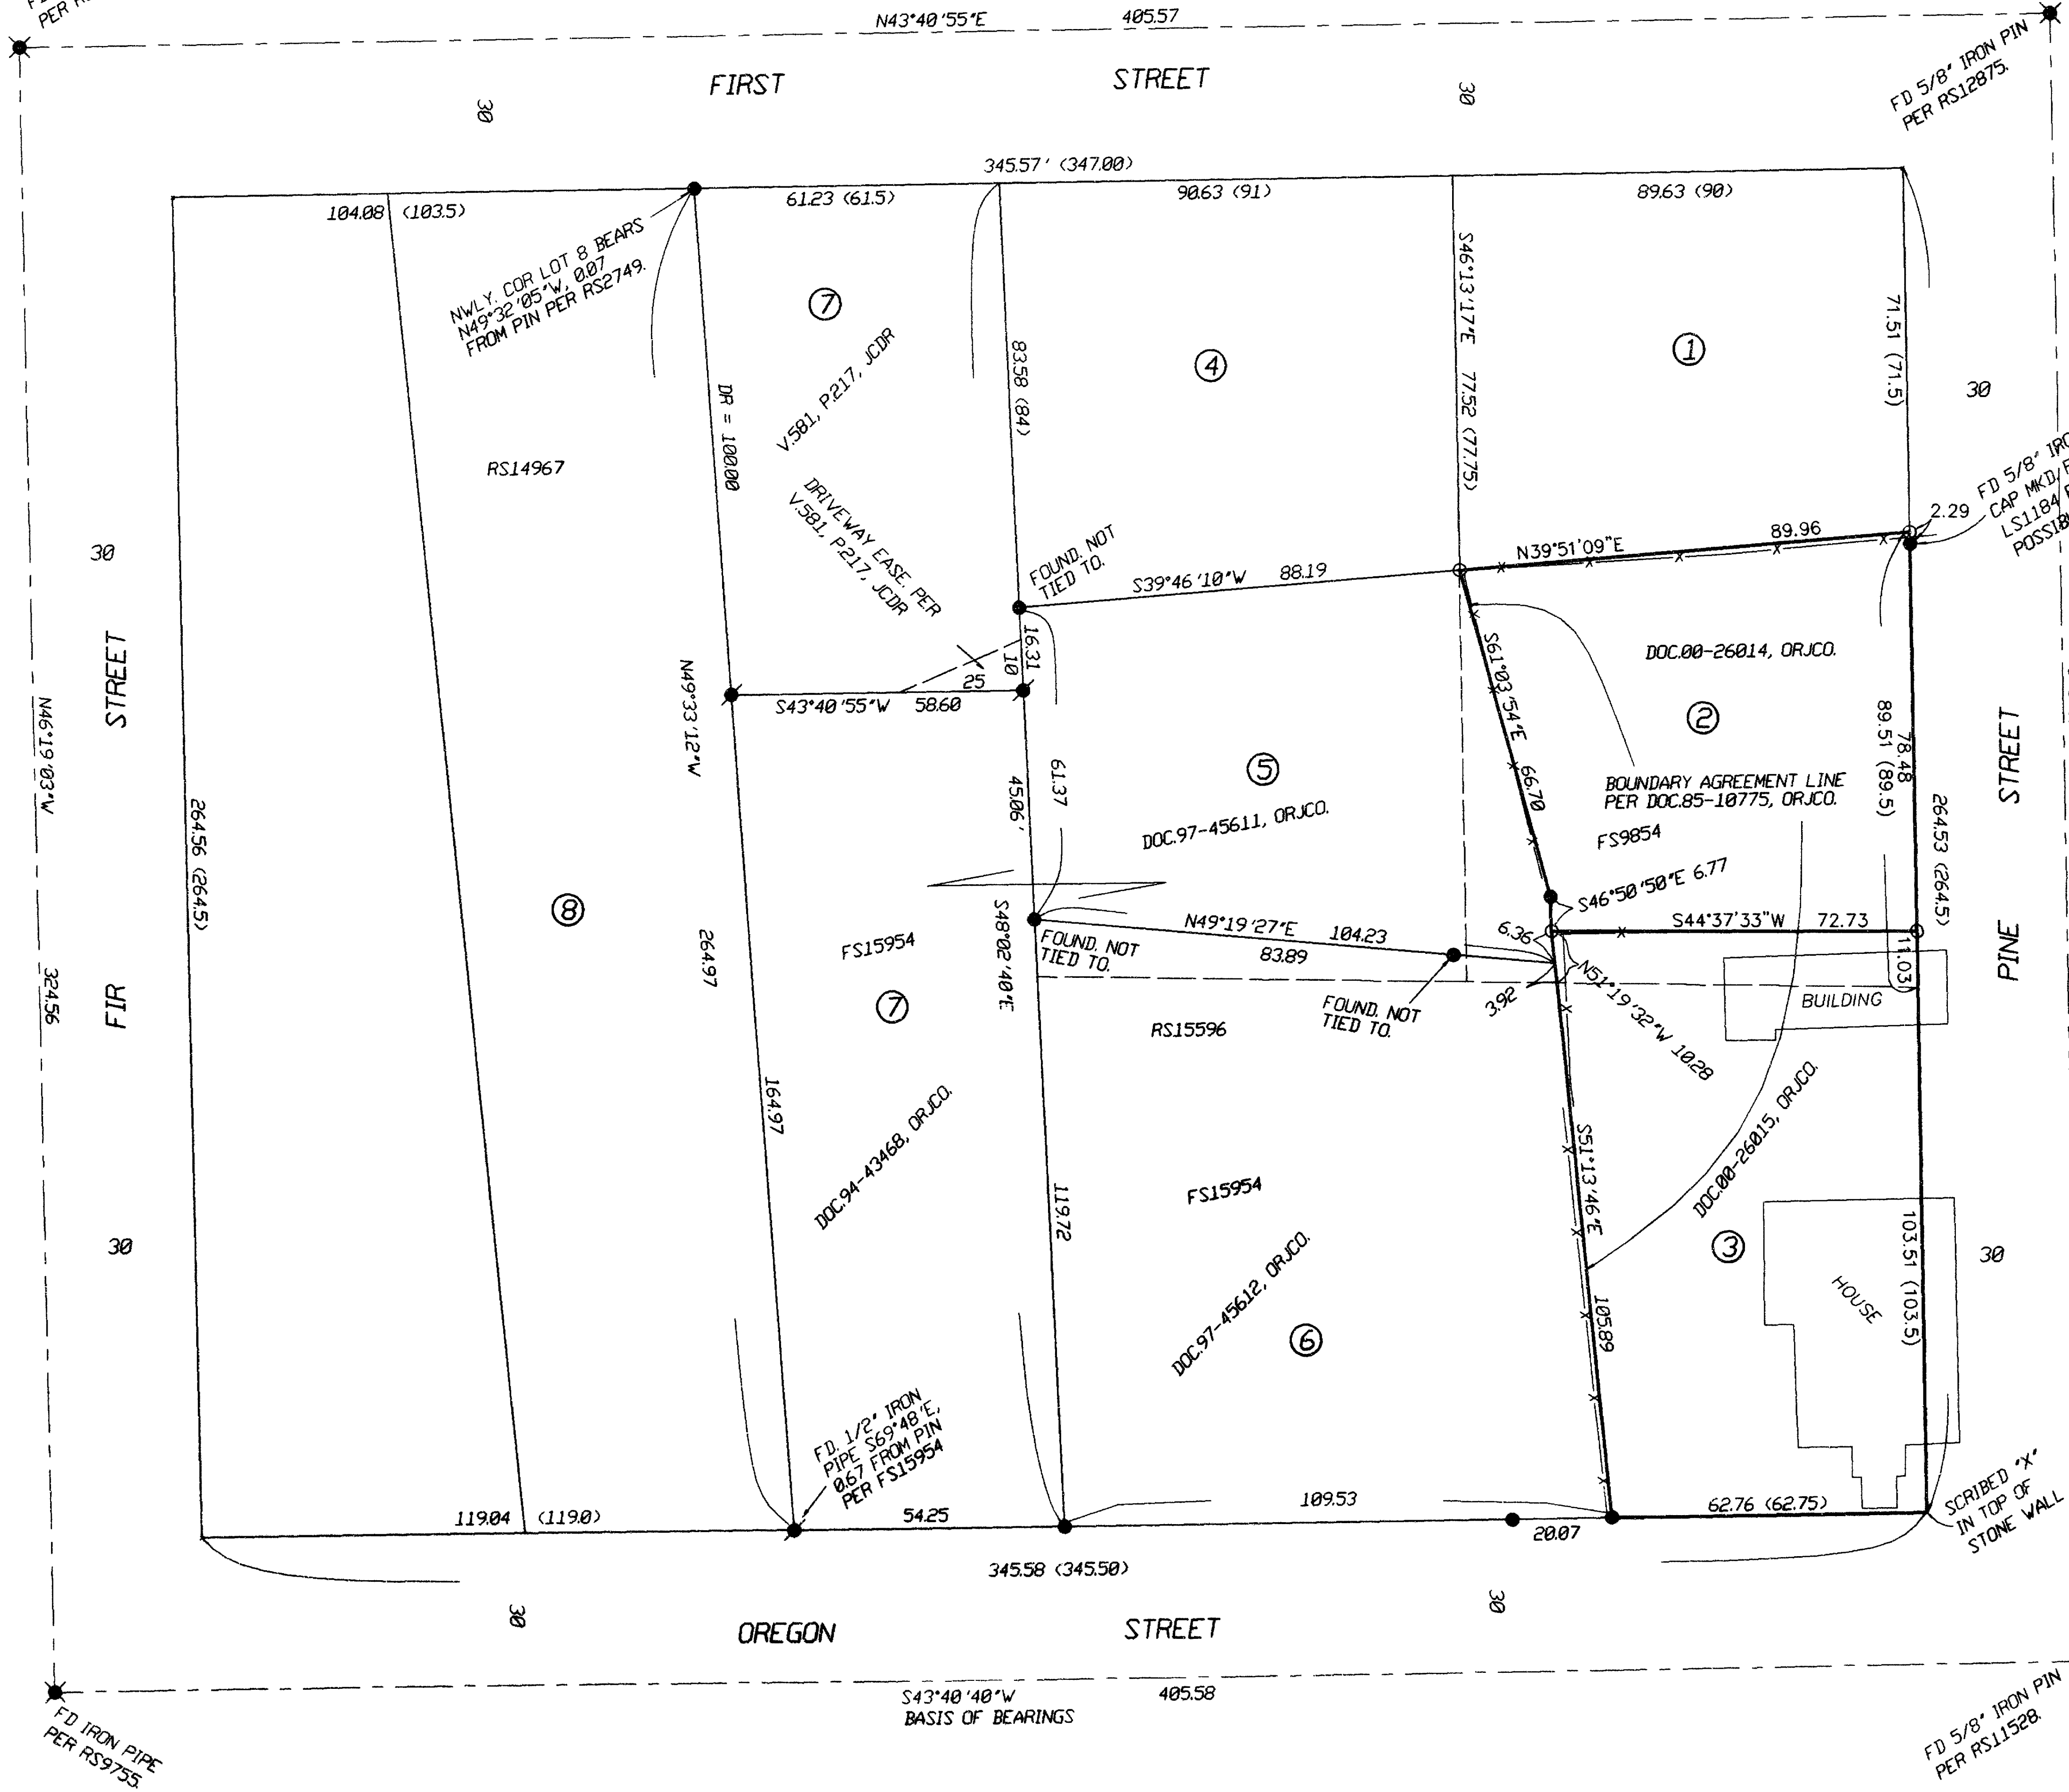 N43°40'55"E 405.57
FIRST STREET
30
30
FD 5/8" IRON PIN
PER RS12875.
345.57' (347.00)
104.08 (103.5)
61.23 (61.5)
90.63 (91)
89.63 (90)
NWLY. COR LOT 8 BEARS
N49°32'05"W, 0.07
FROM PIN PER RS2749.
7
V.581, P.217, JCDR
83.58 (84)
4
S46°13'17"E 77.52 (77.75)
1
71.51 (71.5)
30
DR = 100.00
RS14967
DRIVEWAY EASE. PER
V.581, P.217, JCDR
FOUND, NOT
TIED TO.
S39°46'10"W 88.19
N39°51'09"E 89.96
2.29
FD 5/8"
CAP MKD.
LS1184
30
FIR STREET
N46°19'03"W
324.56
30
264.56 (264.5)
16.31
10
25
S43°40'55"W 58.60
N49°33'12"W
264.97
164.97
61.37
45.06'
5
DOC.97-45611, ORJCO.
S61°03'54"E 66.70
DOC.00-26014, ORJCO.
2
BOUNDARY AGREEMENT LINE
PER DOC.85-10775, ORJCO.
FS9854
78.48
89.51 (89.5)
264.53 (264.5)
PINE STREET
S46°50'50"E 6.77
S44°37'33"W 72.73
6.36
11.03
8
FS15954
7
S48°02'40"E
FOUND, NOT
TIED TO.
N49°19'27"E 104.23
83.89
FOUND, NOT
TIED TO.
3.92
N51°19'32"W 10.28
BUILDING
RS15596
DOC.94-43468, ORJCO.
119.72
FS15954
DOC.97-45612, ORJCO.
6
S51°13'46"E
105.89
DOC.00-26015, ORJCO.
3
HOUSE
103.51 (103.5)
30
FD. 1/2" IRON
PIPE S69°48'E,
0.67 FROM PIN
PER FS15954
SCRIBED "X"
IN TOP OF
STONE WALL
119.04 (119.0)
54.25
109.53
20.07
62.76 (62.75)
345.58 (345.50)
30
30
OREGON STREET
S43°40'40"W 405.58
BASIS OF BEARINGS
FD IRON PIPE
PER RS9755.
FD 5/8" IRON PIN
PER RS11528.